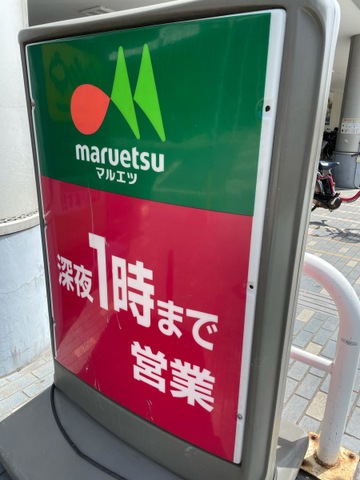 maruetsu
マルエツ
深夜1時まで
営業